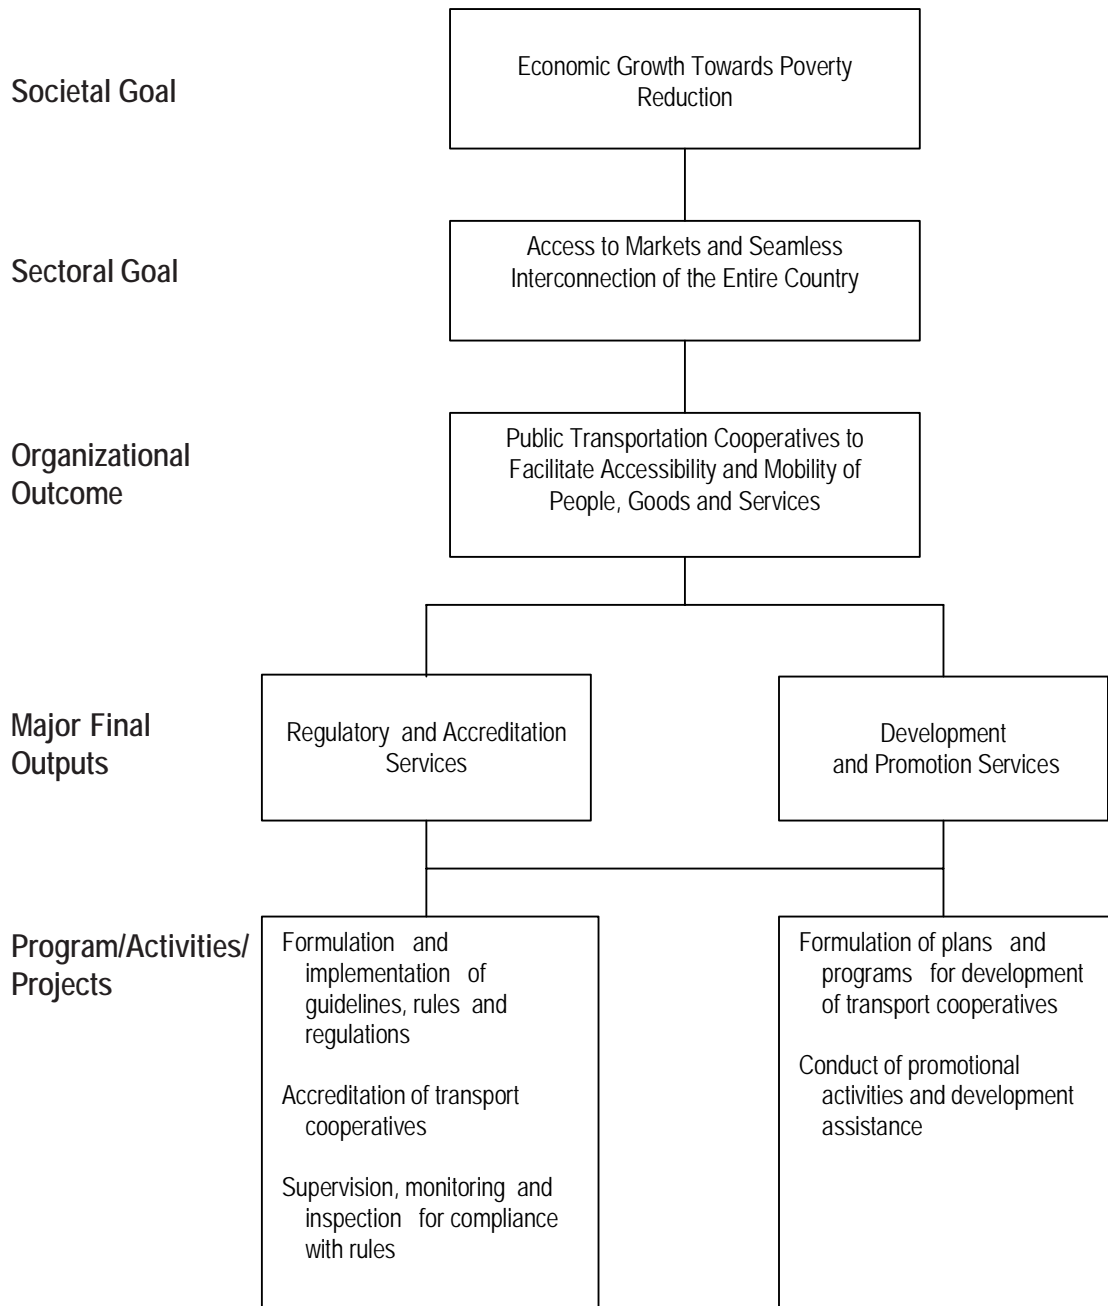 Societal Goal
Economic Growth Towards Poverty
Reduction
Sectoral Goal
Access to Markets and Seamless
Interconnection of the Entire Country
Organizational
Outcome
Public Transportation Cooperatives to
Facilitate Accessibility and Mobility of
People, Goods and Services
Major Final
Outputs
Regulatory and Accreditation
Services
Development
and Promotion Services
Program/Activities/
Projects
Formulation and
implementation of
guidelines, rules and
regulations
Accreditation of transport
cooperatives
Supervision, monitoring and
inspection for compliance
with rules
Formulation of plans and
programs for development
of transport cooperatives
Conduct of promotional
activities and development
assistance